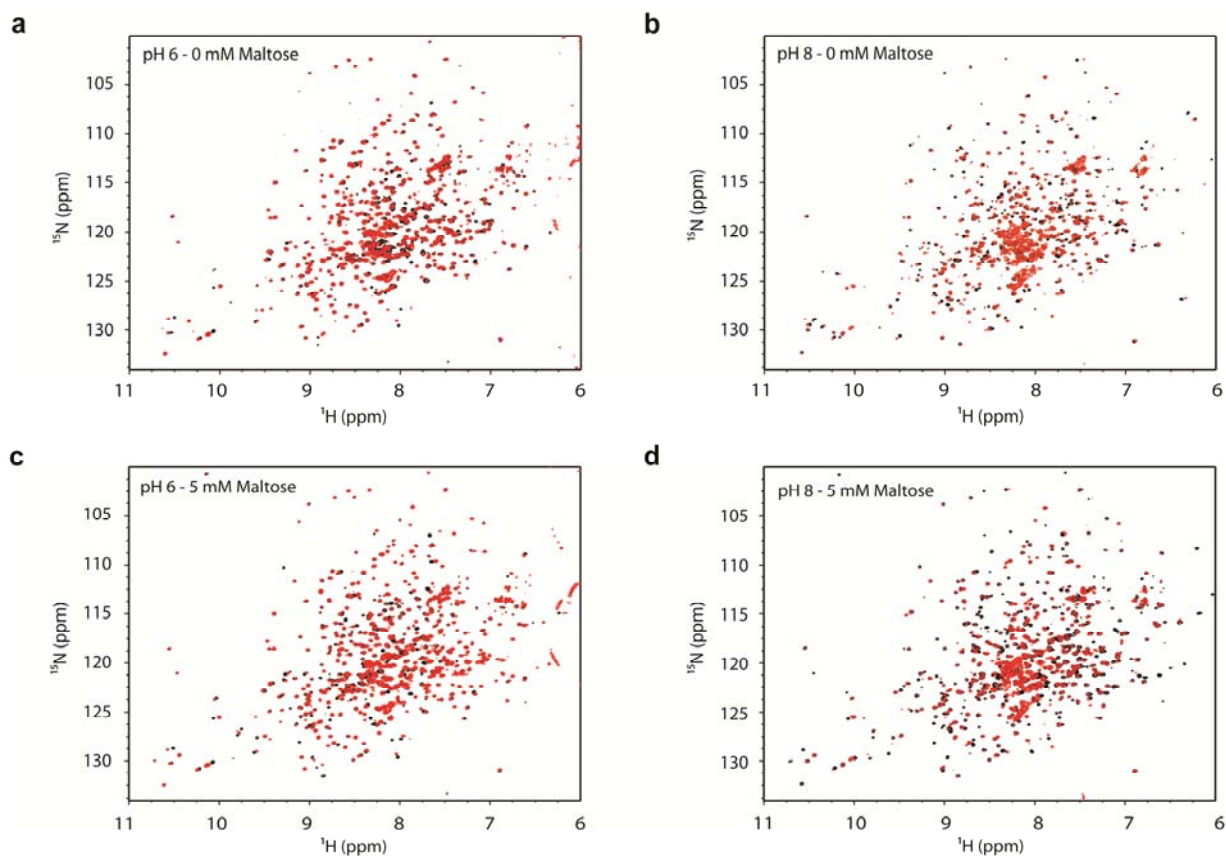 a
pH 6 - 0 mM Maltose
105
110
115
120
125
130
¹⁵N (ppm)
11 10 9 8 7 6
¹H (ppm)
b
pH 8 - 0 mM Maltose
105
110
115
120
125
130
¹⁵N (ppm)
11 10 9 8 7 6
¹H (ppm)
c
pH 6 - 5 mM Maltose
105
110
115
120
125
130
¹⁵N (ppm)
11 10 9 8 7 6
¹H (ppm)
d
pH 8 - 5 mM Maltose
105
110
115
120
125
130
¹⁵N (ppm)
11 10 9 8 7 6
¹H (ppm)